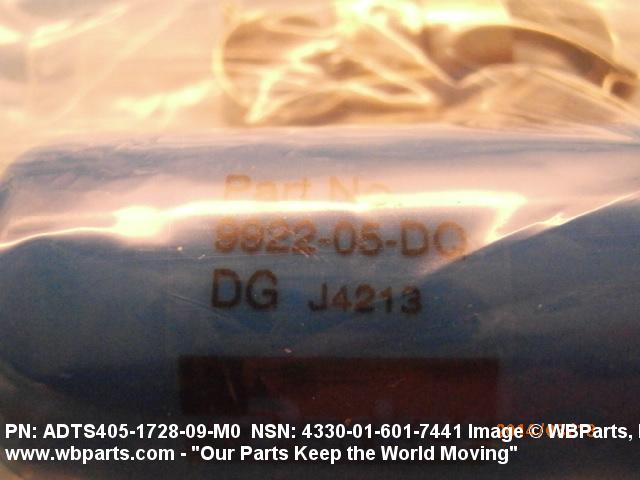 Part No.
9922-05-DQ
DG J4213
PN: ADTS405-1728-09-M0 NSN: 4330-01-601-7441 Image © WBParts,
www.wbparts.com - "Our Parts Keep the World Moving"